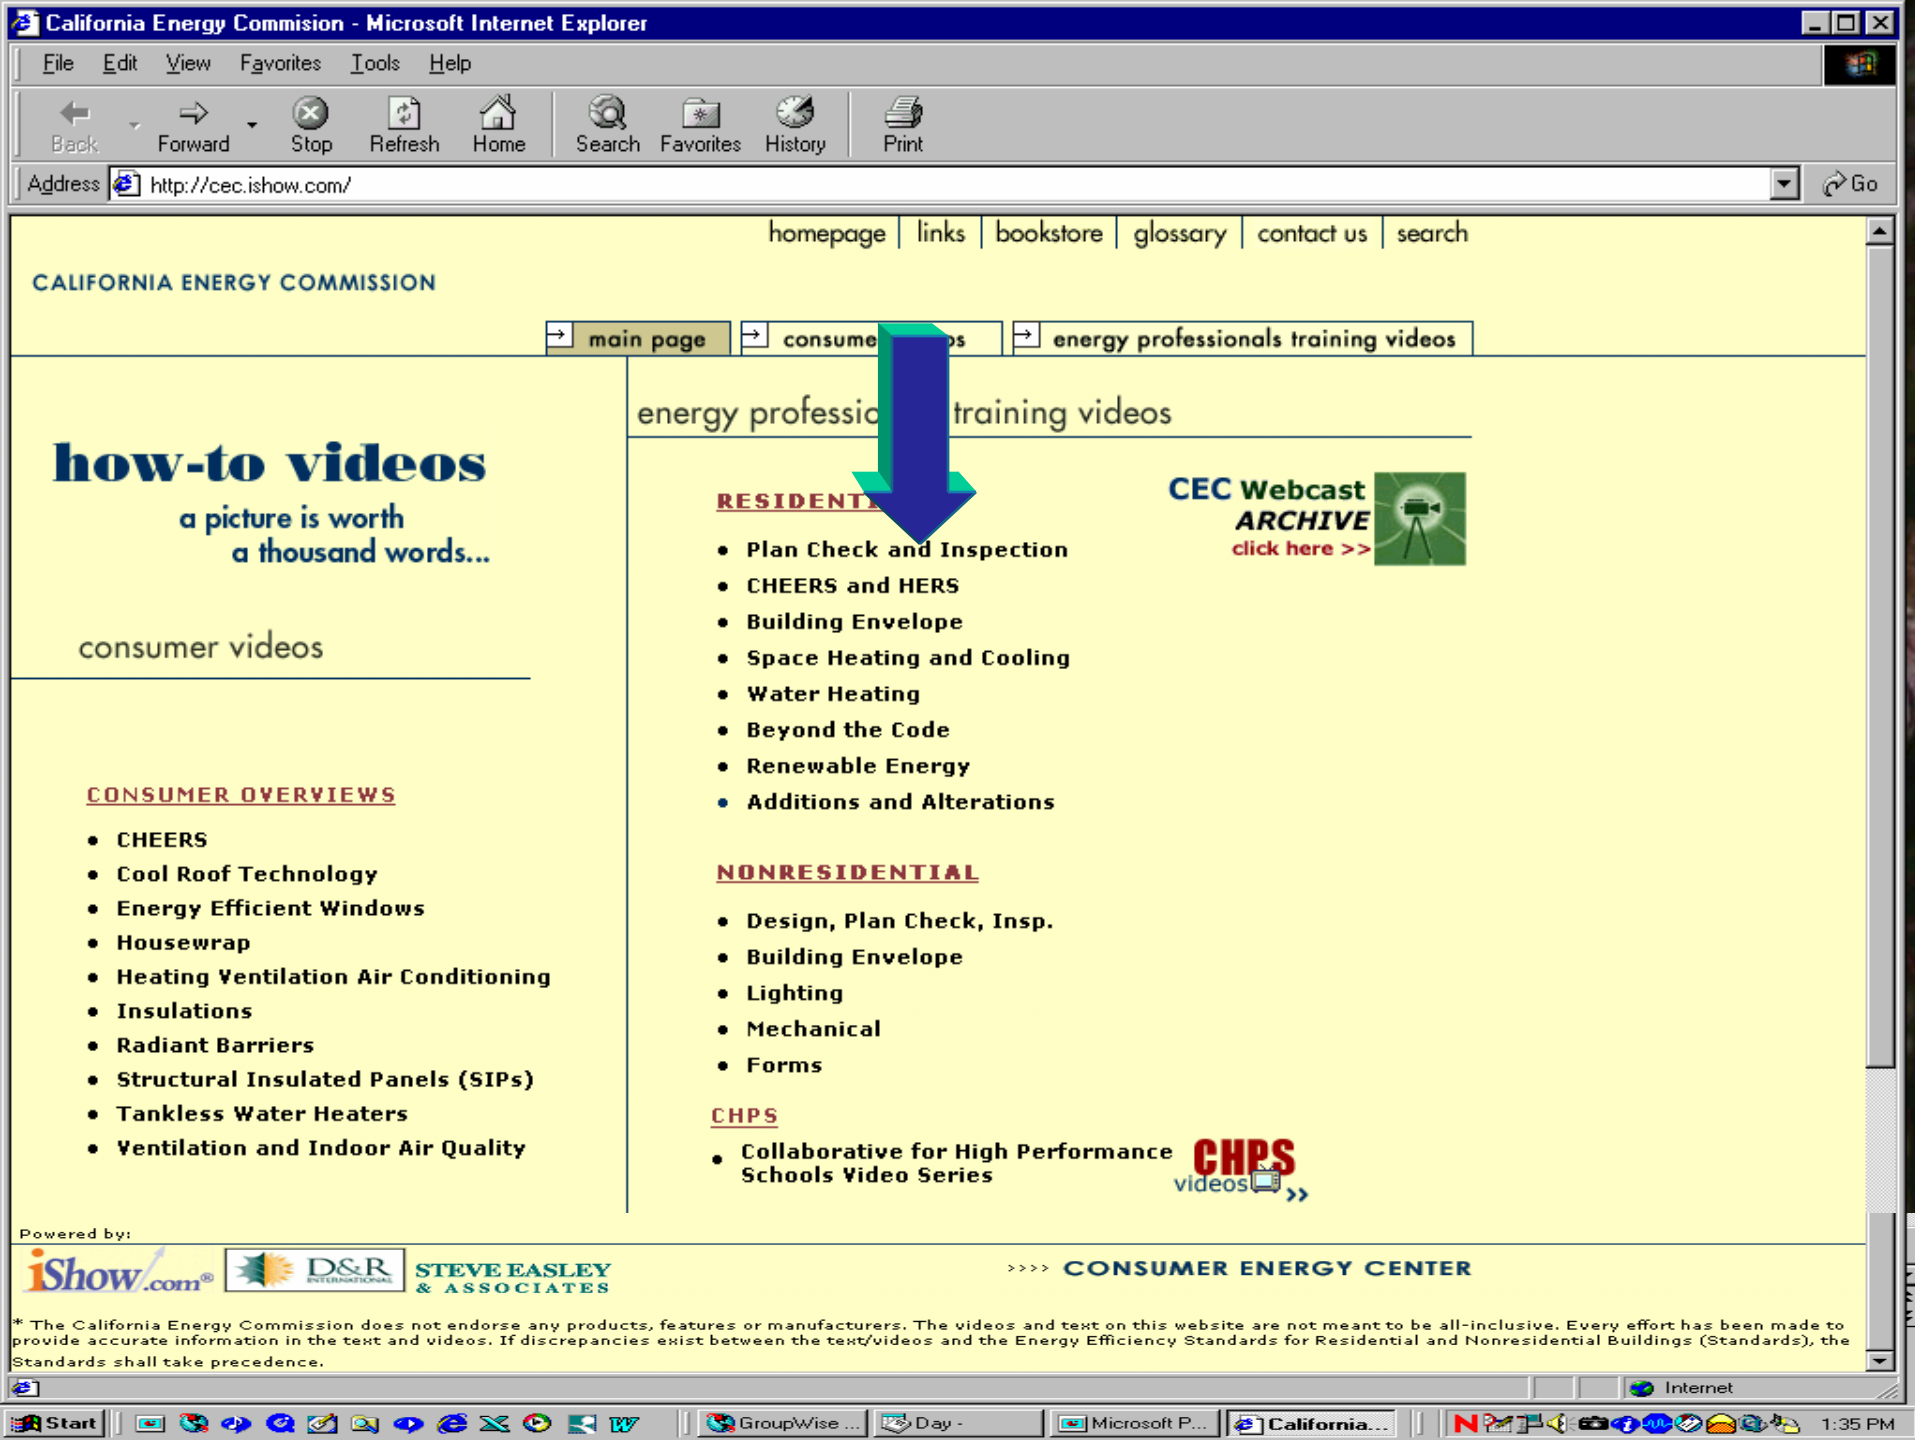 California Energy Commision - Microsoft Internet Explorer
File Edit View Favorites Tools Help
Back Forward Stop Refresh Home Search Favorites History Print
Address http://cec.ishow.com/ Go
homepage links bookstore glossary contact us search
CALIFORNIA ENERGY COMMISSION
main page energy professionals training videos
how-to videos
a picture is worth
a thousand words...
consumer videos
CONSUMER OVERVIEWS
• CHEERS
• Cool Roof Technology
• Energy Efficient Windows
• Housewrap
• Heating Ventilation Air Conditioning
• Insulations
• Radiant Barriers
• Structural Insulated Panels (SIPs)
• Tankless Water Heaters
• Ventilation and Indoor Air Quality
energy training videos
CEC Webcast
ARCHIVE
click here >>
• Plan Check and Inspection
• CHEERS and HERS
• Building Envelope
• Space Heating and Cooling
• Water Heating
• Beyond the Code
• Renewable Energy
• Additions and Alterations
NONRESIDENTIAL
• Design, Plan Check, Insp.
• Building Envelope
• Lighting
• Mechanical
• Forms
CHPS
• Collaborative for High Performance
Schools Video Series
CHPS
videos >>
Powered by:
iShow.com® D&R STEVE EASLEY
INTERNATIONAL & ASSOCIATES
>>>> CONSUMER ENERGY CENTER
* The California Energy Commission does not endorse any products, features or manufacturers. The videos and text on this website are not meant to be all-inclusive. Every effort has been made to
provide accurate information in the text and videos. If discrepancies exist between the text/videos and the Energy Efficiency Standards for Residential and Nonresidential Buildings (Standards), the
Standards shall take precedence.
Internet
Start GroupWise ... Day - Microsoft P... California... 1:35 PM